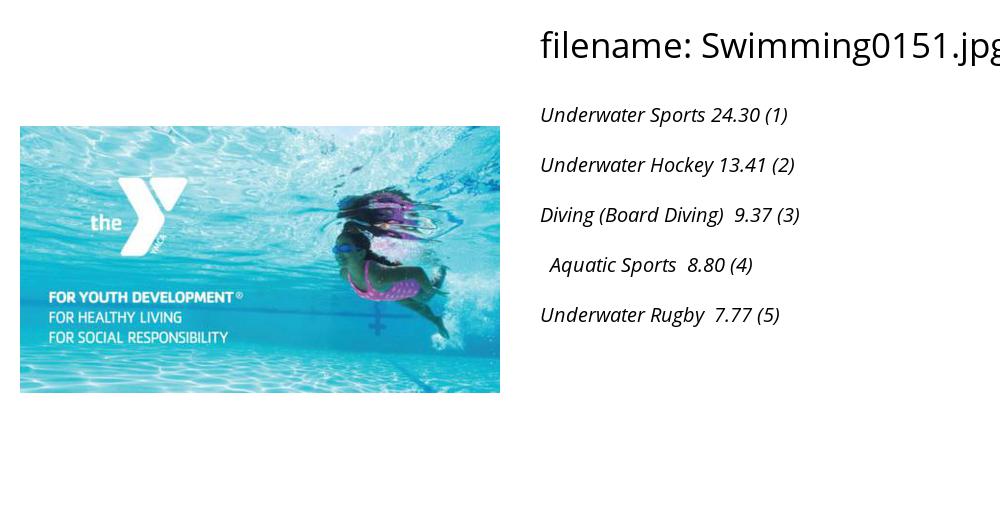 filename: Swimming0151.jpg
Underwater Sports 24.30 (1)
Underwater Hockey 13.41 (2)
Diving (Board Diving) 9.37 (3)
Aquatic Sports 8.80 (4)
Underwater Rugby 7.77 (5)
the Y
YMCA
FOR YOUTH DEVELOPMENT®
FOR HEALTHY LIVING
FOR SOCIAL RESPONSIBILITY